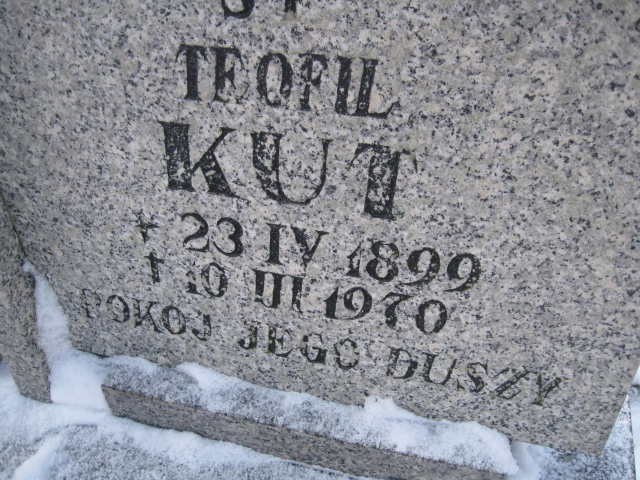 TEOFIL
KUT
23 IV 1899
† 10 III 1970
POKÓJ JEGO DUSZY